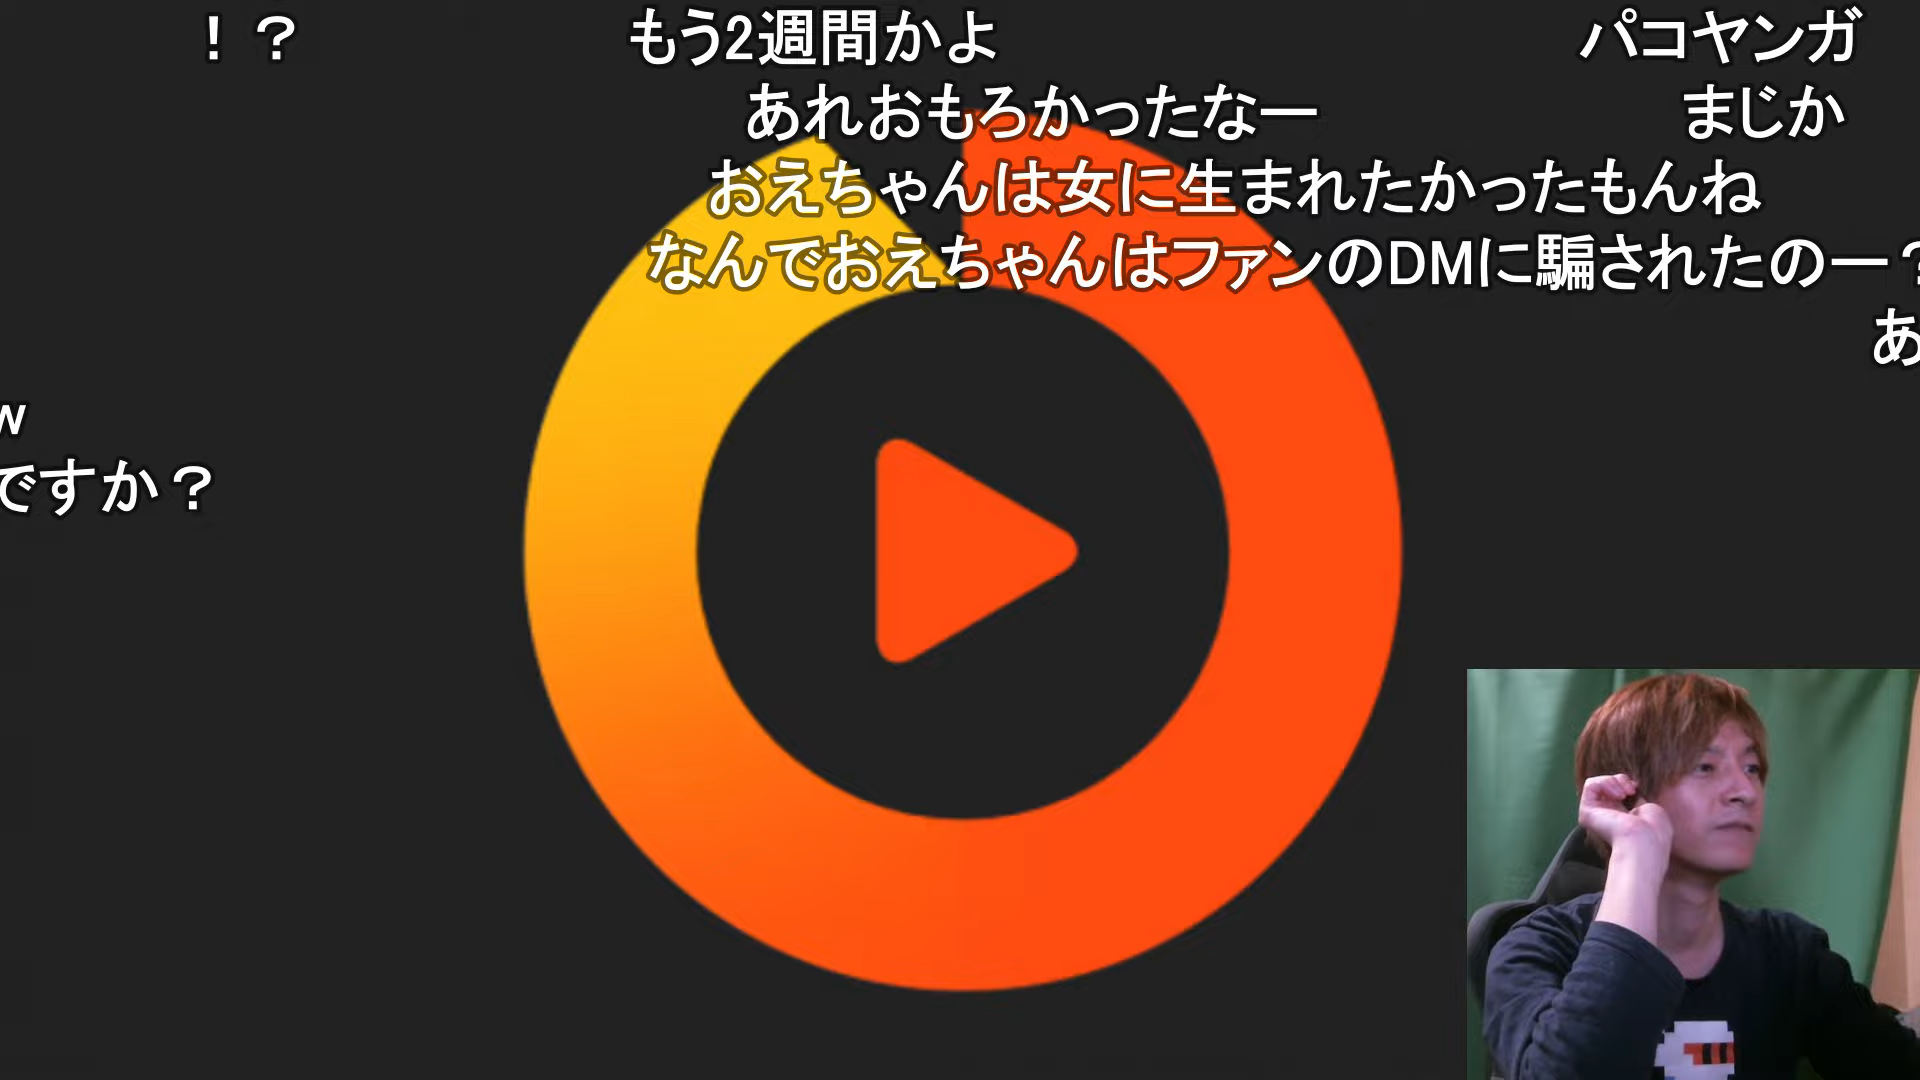 ！？ もう2週間かよ パコヤンガ
あれおもろかったなー まじか
おえちゃんは女に生まれたかったもんね
なんでおえちゃんはファンのDMに騙されたのー？
あ
w
ですか？